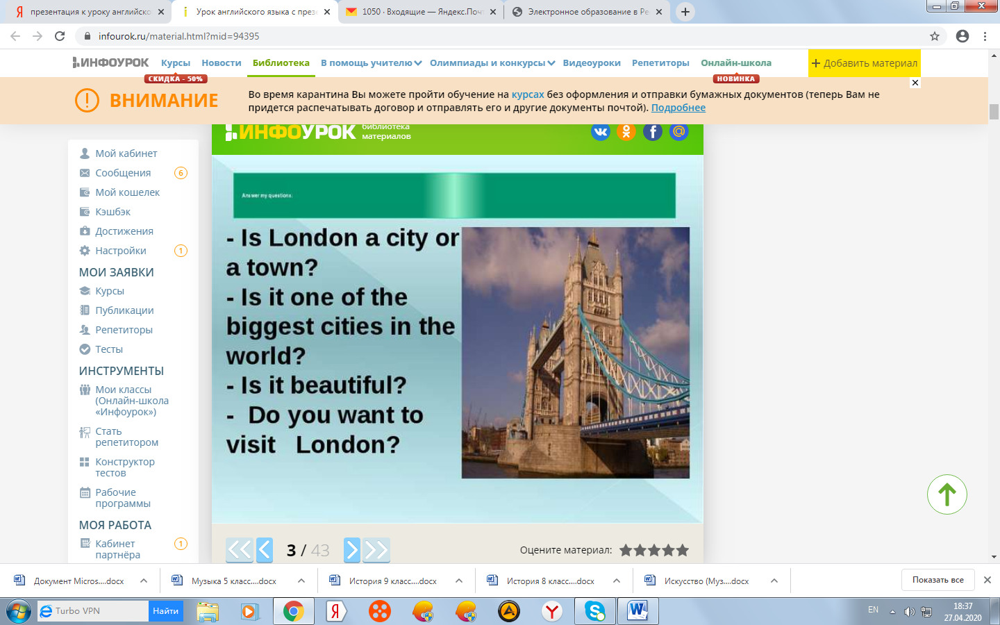 презентация к уроку английско
Урок английского языка с презе
1050 · Входящие — Яндекс.Почт
Электронное образование в Ре
infourok.ru/material.html?mid=94395
ИНФОУРОК
Курсы
Новости
Библиотека
В помощь учителю
Олимпиады и конкурсы
Видеоуроки
Репетиторы
Онлайн-школа
+ Добавить материал
СКИДКА - 50%
НОВИНКА
ВНИМАНИЕ
Во время карантина Вы можете пройти обучение на курсах без оформления и отправки бумажных документов (теперь Вам не
придется распечатывать договор и отправлять его и другие документы почтой). Подробнее
ИНФОУРОК
библиотека
материалов
Мой кабинет
Сообщения 6
Мой кошелек
Кэшбэк
Достижения
Настройки 1
МОИ ЗАЯВКИ
Курсы
Публикации
Репетиторы
Тесты
ИНСТРУМЕНТЫ
Мои классы
(Онлайн-школа
«Инфоурок»)
Стать
репетитором
Конструктор
тестов
Рабочие
программы
МОЯ РАБОТА
Кабинет 1
партнёра
Answer my questions.
- Is London a city or
a town?
- Is it one of the
biggest cities in the
world?
- Is it beautiful?
- Do you want to
visit London?
3 / 43
Оцените материал:
Документ Micros....docx
Музыка 5 класс....docx
История 9 класс....docx
История 8 класс....docx
Искусство (Муз....docx
Показать все
Turbo VPN
Найти
EN
18:37
27.04.2020